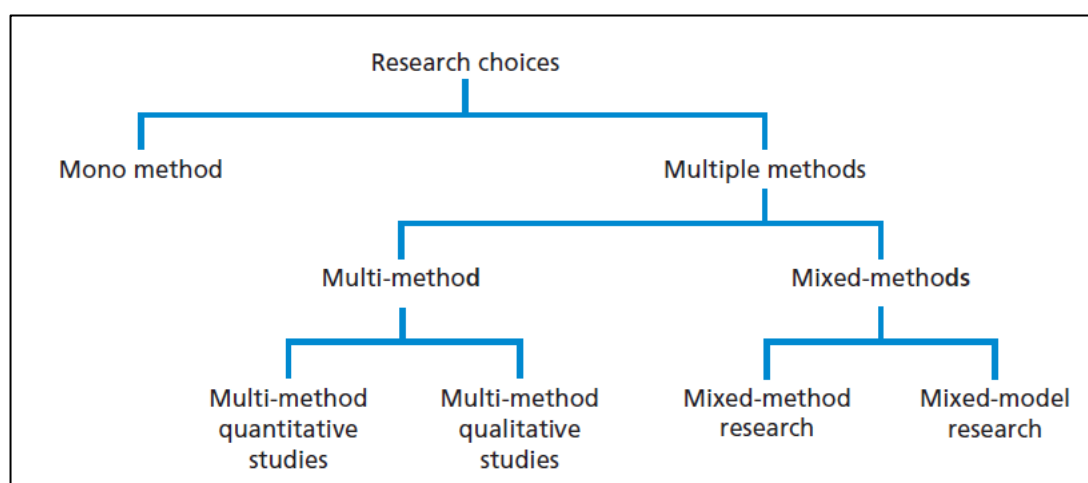 Research choices
Mono method
Multiple methods
Multi-method
Mixed-methods
Multi-method
quantitative
studies
Multi-method
qualitative
studies
Mixed-method
research
Mixed-model
research